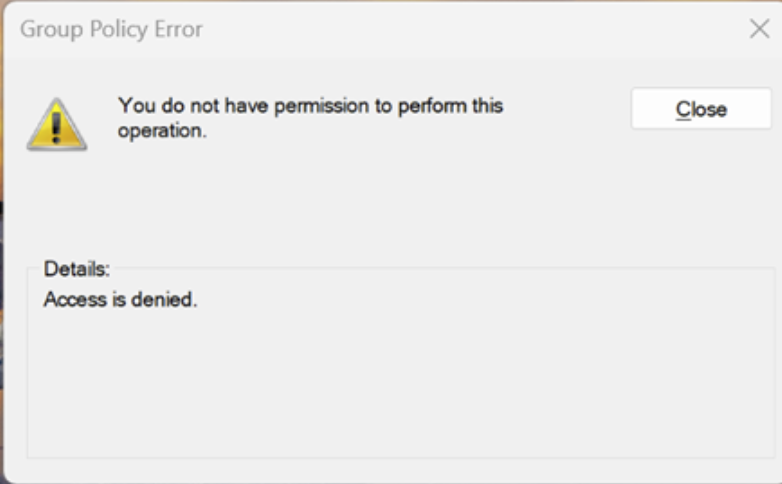 Group Policy Error
You do not have permission to perform this
operation.
Close
Details:
Access is denied.